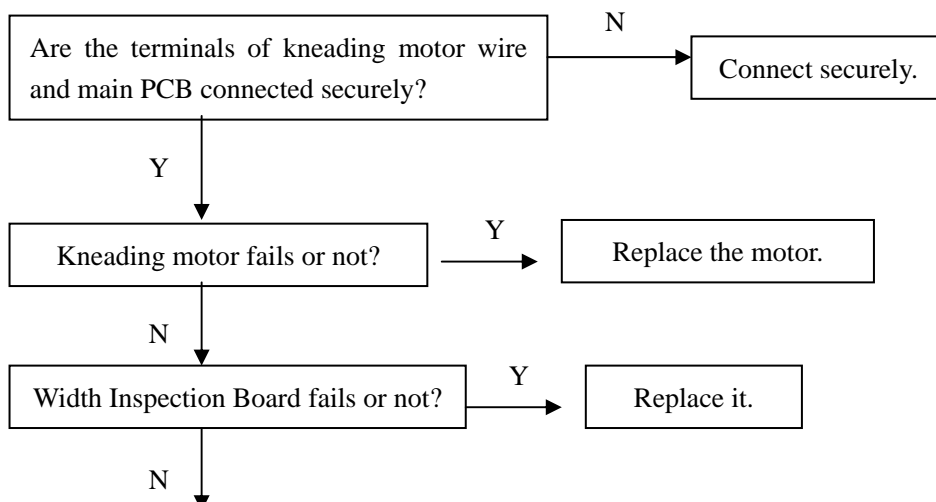 N
Are the terminals of kneading motor wire
and main PCB connected securely?
Connect securely.
Y
Kneading motor fails or not?
Y
Replace the motor.
N
Width Inspection Board fails or not?
Y
Replace it.
N